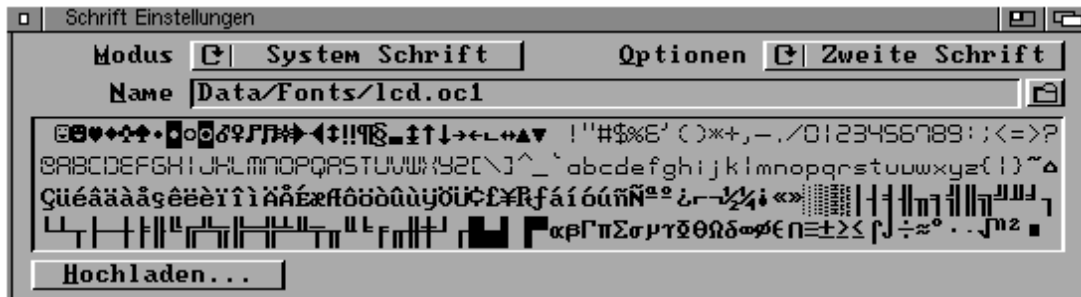 Schrift Einstellungen
Modus System Schrift Optionen Zweite Schrift
Name Data/Fonts/lcd.oc1
☺☻♥♦♣♠•◘○◙♂♀♪♫☼►◄↕‼¶§▬↨↑↓→←∟↔▲▼ !"#$%&'()*+,-./0123456789:;<=>?
@ABCDEFGHIJKLMNOPQRSTUVWXYZ[\]^_`abcdefghijklmnopqrstuvwxyz{|}~⌂
ÇüéâäàåçêëèïîìÄÅÉæÆôöòûùÿÖÜ¢£¥₧ƒáíóúñÑªº¿⌐¬½¼¡«»░▒▓│┤╡╢╖╕╣║╗╝╜╛┐
└┴┬├─┼╞╟╚╔╩╦╠═╬╧╨╤╥╙╘╒╓╫╪┘┌█▄▌▐▀αßΓπΣσµτΦΘΩδ∞φε∩≡±≥≤⌠⌡÷≈°∙·√ⁿ²■
Hochladen...